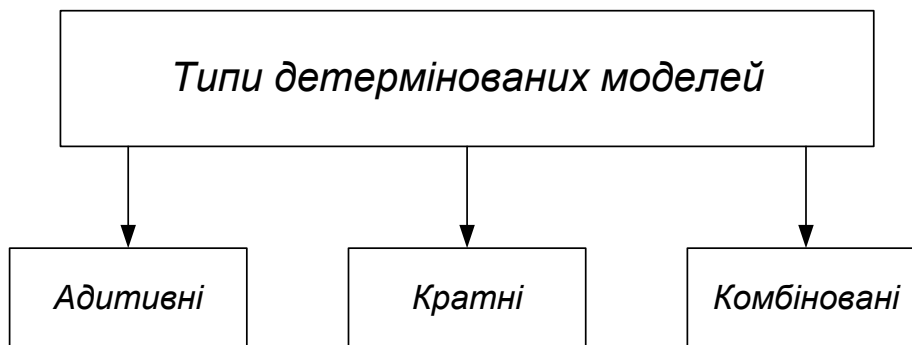 Типи детермінованих моделей
Адитивні
Кратні
Комбіновані